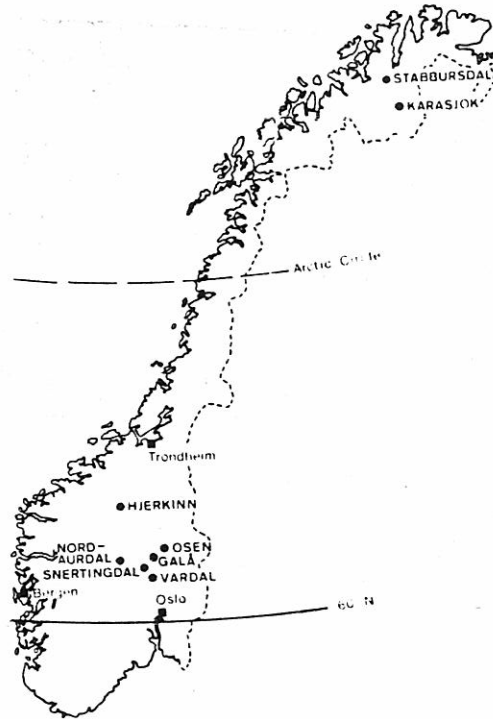 STABBURSDAL
KARASJOK
Arctic Circle
Trondheim
HJERKINN
NORD-
AURDAL
OSEN
GALÅ
SNERTINGDAL
VARDAL
Bergen
Oslo
60° N